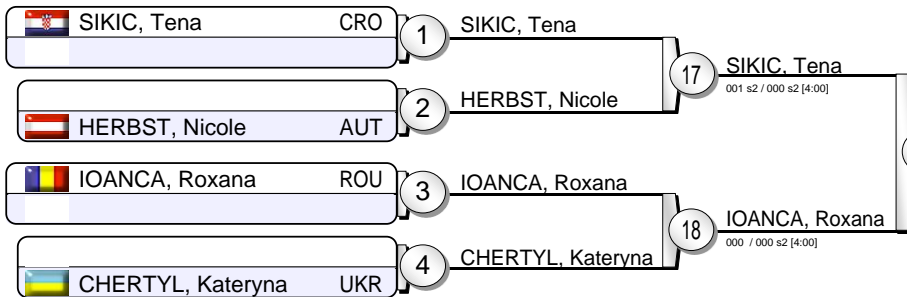 SIKIC, Tena CRO
1
SIKIC, Tena
17
SIKIC, Tena
001 s2 / 000 s2 [4:00]
2
HERBST, Nicole
HERBST, Nicole AUT
IOANCA, Roxana ROU
3
IOANCA, Roxana
18
IOANCA, Roxana
000 / 000 s2 [4:00]
4
CHERTYL, Kateryna
CHERTYL, Kateryna UKR